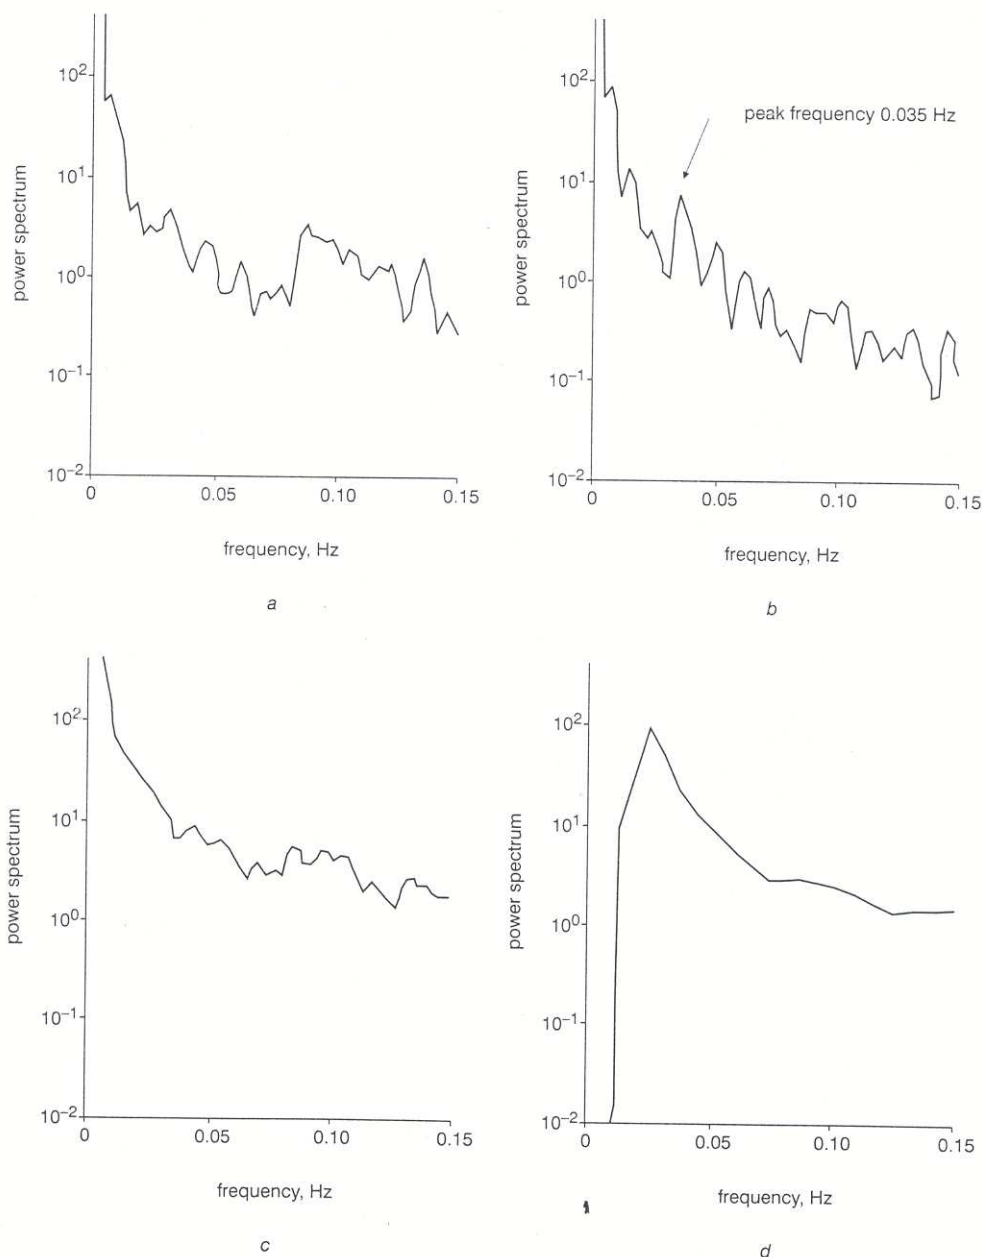 10²
10¹
10⁰
10⁻¹
10⁻²
power spectrum
0
0.05
0.10
0.15
frequency, Hz
a
10²
10¹
10⁰
10⁻¹
10⁻²
power spectrum
peak frequency 0.035 Hz
0
0.05
0.10
0.15
frequency, Hz
b
10²
10¹
10⁰
10⁻¹
10⁻²
power spectrum
0
0.05
0.10
0.15
frequency, Hz
c
10²
10¹
10⁰
10⁻¹
10⁻²
power spectrum
0
0.05
0.10
0.15
frequency, Hz
d